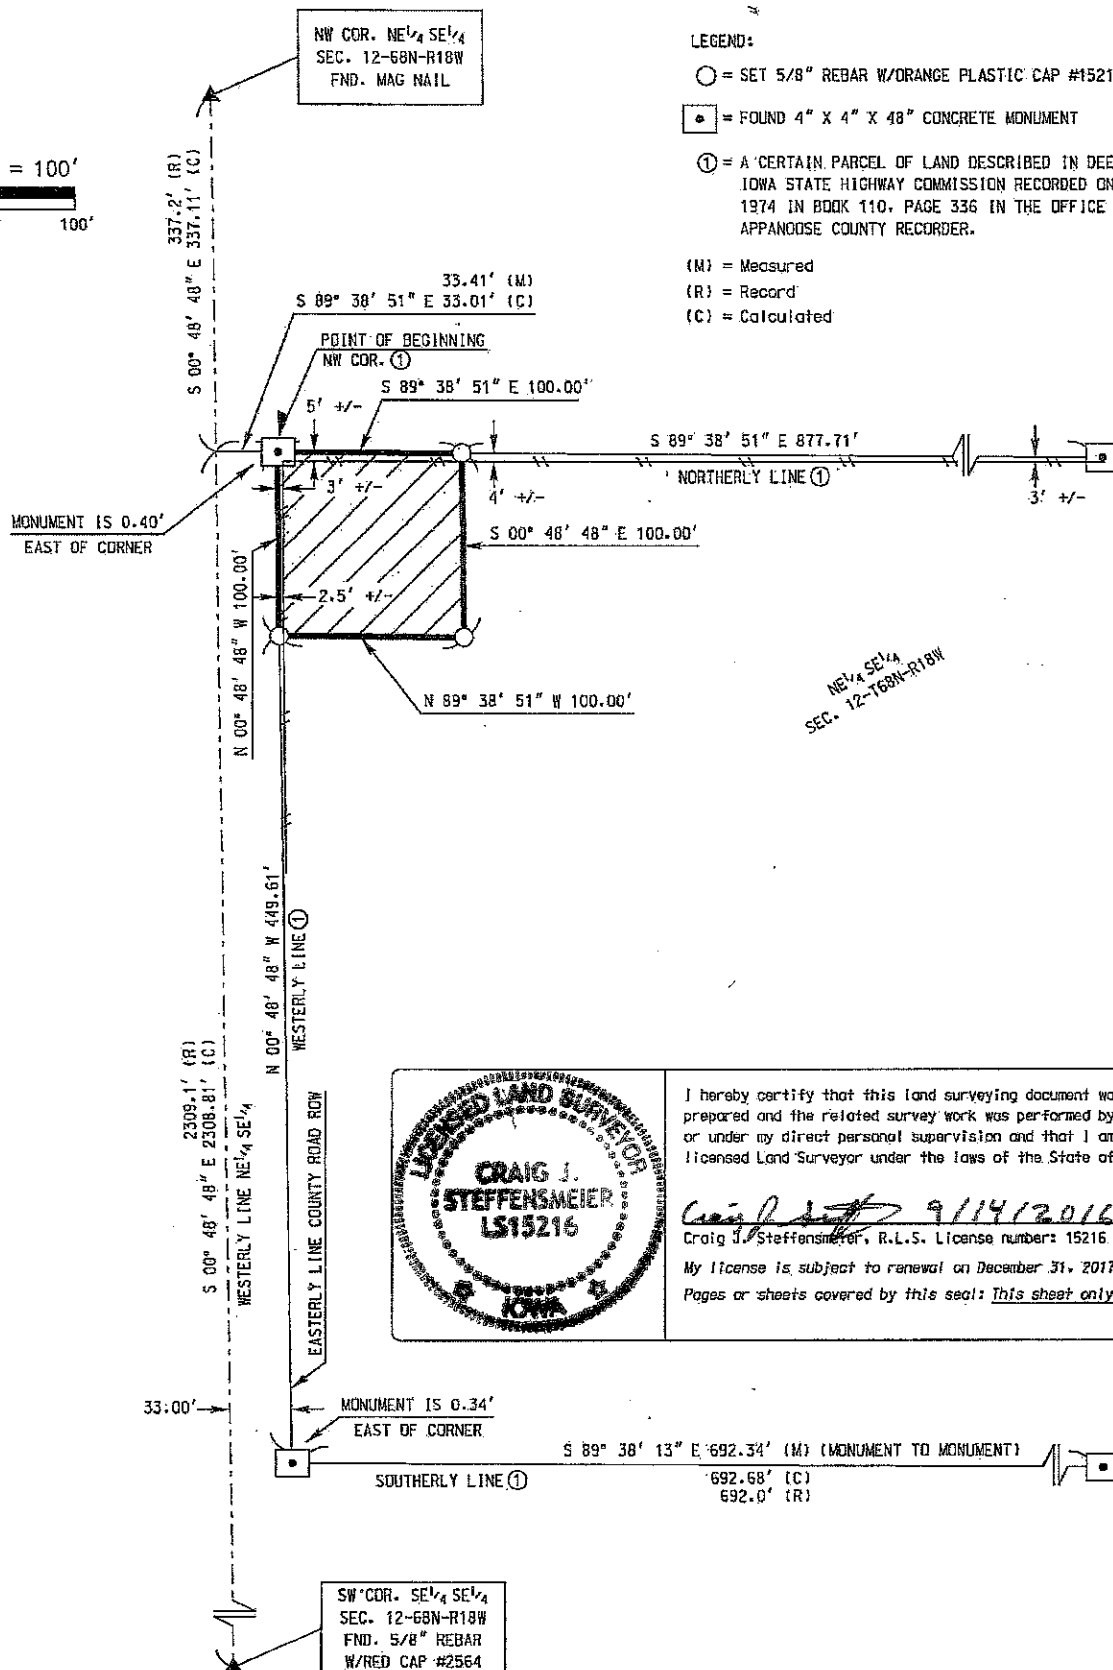 NW COR. NE1/4 SE1/4
SEC. 12-68N-R18W
FND. MAG NAIL
= 100'
100'
LEGEND:
= SET 5/8" REBAR W/ORANGE PLASTIC CAP #1521
= FOUND 4" X 4" X 48" CONCRETE MONUMENT
① = A CERTAIN PARCEL OF LAND DESCRIBED IN DEE
IOWA STATE HIGHWAY COMMISSION RECORDED ON
1974 IN BOOK 110, PAGE 336 IN THE OFFICE
APPANOOSE COUNTY RECORDER.
(M) = Measured
(R) = Record
(C) = Calculated
337.2' (R)
S 00° 48' 48" E 337.11' (C)
33.41' (M)
S 89° 38' 51" E 33.01' (C)
POINT OF BEGINNING
NW COR. ①
S 89° 38' 51" E 100.00'
5' +/-
S 89° 38' 51" E 877.71'
NORTHERLY LINE ①
3' +/-
4' +/-
3' +/-
MONUMENT IS 0.40'
EAST OF CORNER
S 00° 48' 48" E 100.00'
N 00° 48' 48" W 100.00'
2.5' +/-
N 89° 38' 51" W 100.00'
NE1/4 SE1/4
SEC. 12-T68N-R18W
N 00° 48' 48" W 449.61'
WESTERLY LINE ①
2309.1' (R)
S 00° 48' 48" E 2308.81' (C)
WESTERLY LINE NE1/4 SE1/4
EASTERLY LINE COUNTY ROAD ROW
LICENSED LAND SURVEYOR
CRAIG J.
STEFFENSMEIER
LS15216
IOWA
I hereby certify that this land surveying document wa
prepared and the related survey work was performed by
or under my direct personal supervision and that I am
licensed Land Surveyor under the laws of the State of
9/14/2016
Craig J. Steffensmeier, R.L.S. License number: 15216
My license is subject to renewal on December 31, 2017
Pages or sheets covered by this seal: This sheet only
33.00'
MONUMENT IS 0.34'
EAST OF CORNER
S 89° 38' 13" E 692.34' (M) (MONUMENT TO MONUMENT)
692.68' (C)
692.0' (R)
SOUTHERLY LINE ①
SW COR. SE1/4 SE1/4
SEC. 12-68N-R18W
FND. 5/8" REBAR
W/RED CAP #2564